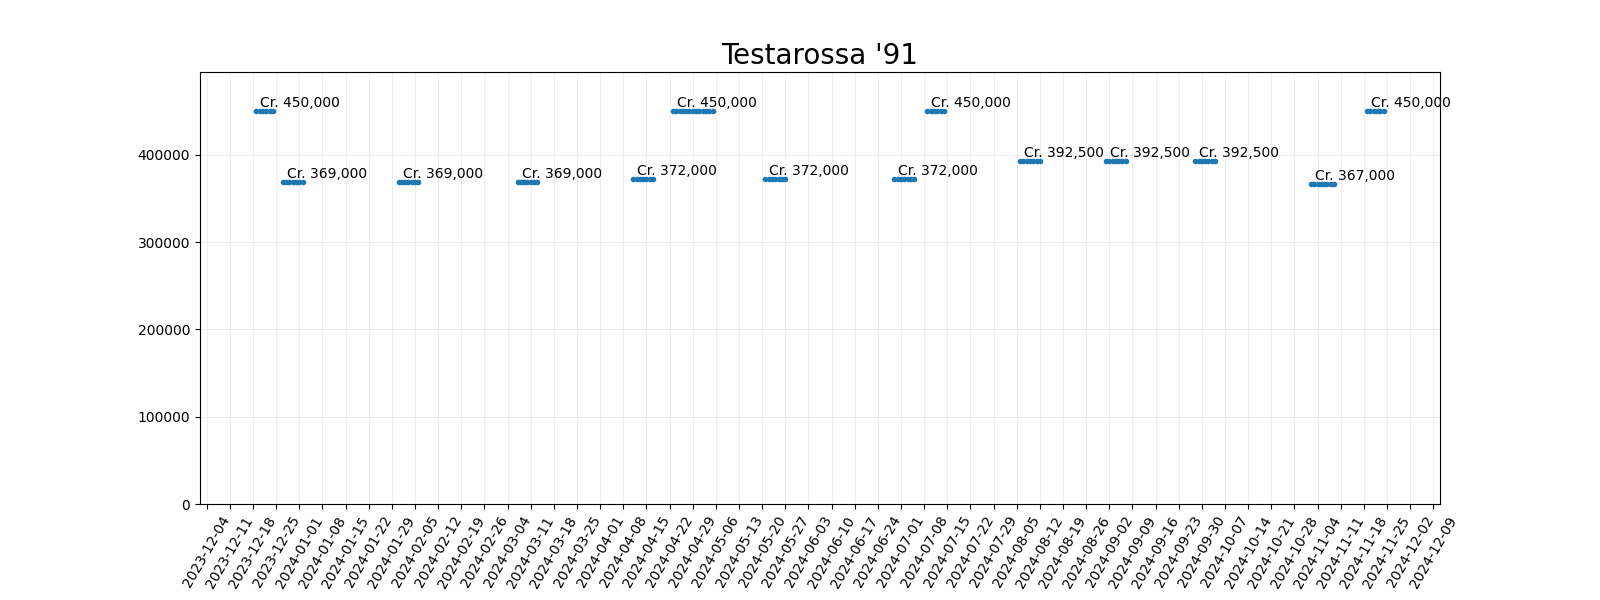 Testarossa '91
Cr. 450,000 Cr. 450,000 Cr. 450,000 Cr. 450,000
Cr. 392,500 Cr. 392,500 Cr. 392,500
Cr. 369,000 Cr. 369,000 Cr. 369,000 Cr. 372,000 Cr. 372,000 Cr. 372,000 Cr. 367,000
400000
300000
200000
100000
0
2023-12-04 2023-12-11 2023-12-18 2023-12-25 2024-01-01 2024-01-08 2024-01-15 2024-01-22 2024-01-29 2024-02-05 2024-02-12 2024-02-19 2024-02-26 2024-03-04 2024-03-11 2024-03-18 2024-03-25 2024-04-01 2024-04-08 2024-04-15 2024-04-22 2024-04-29 2024-05-06 2024-05-13 2024-05-20 2024-05-27 2024-06-03 2024-06-10 2024-06-17 2024-06-24 2024-07-01 2024-07-08 2024-07-15 2024-07-22 2024-07-29 2024-08-05 2024-08-12 2024-08-19 2024-08-26 2024-09-02 2024-09-09 2024-09-16 2024-09-23 2024-09-30 2024-10-07 2024-10-14 2024-10-21 2024-10-28 2024-11-04 2024-11-11 2024-11-18 2024-11-25 2024-12-02 2024-12-09